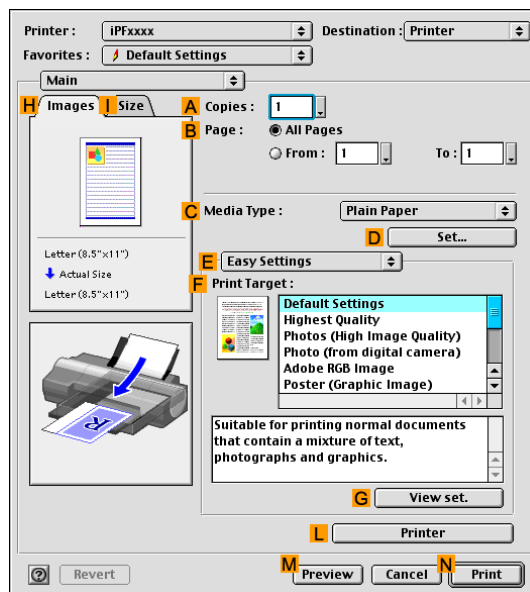 Printer : iPFxxxx Destination : Printer
Favorites : Default Settings
Main
H Images I Size
A Copies : 1
B Page : All Pages
From : 1 To : 1
C Media Type : Plain Paper
D Set...
Letter (8.5"x11")
Actual Size
Letter (8.5"x11")
E Easy Settings
F Print Target :
Default Settings
Highest Quality
Photos (High Image Quality)
Photo (from digital camera)
Adobe RGB Image
Poster (Graphic Image)
R
Suitable for printing normal documents
that contain a mixture of text,
photographs and graphics.
G View set.
L Printer
? Revert M Preview Cancel N Print